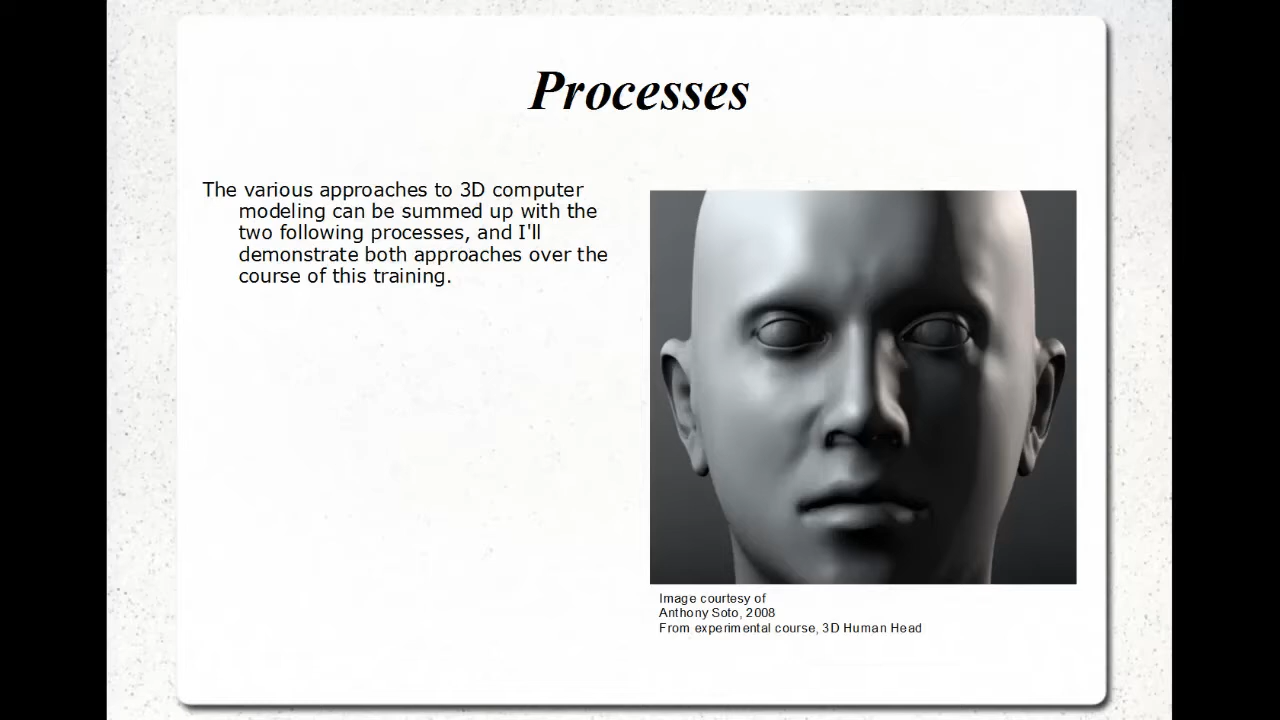 Processes
The various approaches to 3D computer
modeling can be summed up with the
two following processes, and I'll
demonstrate both approaches over the
course of this training.
Image courtesy of
Anthony Soto, 2008
From experimental course, 3D Human Head